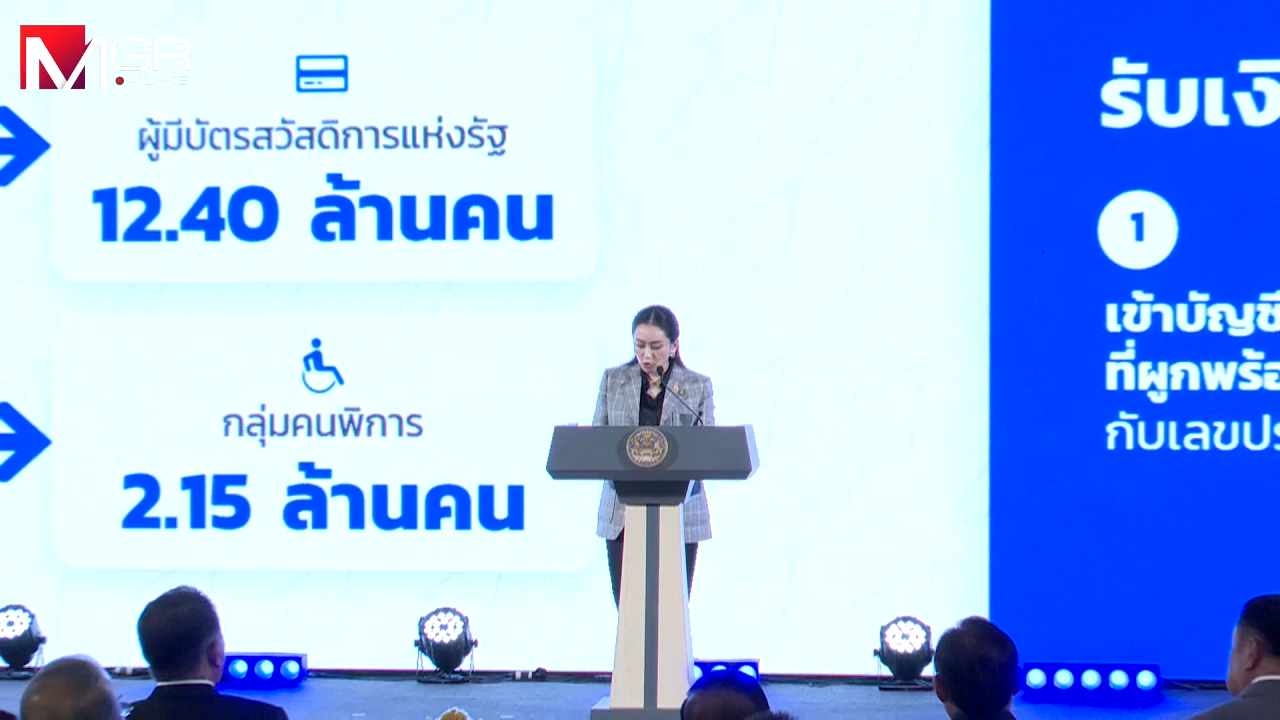 MGR
ONLINE
ผู้มีบัตรสวัสดิการแห่งรัฐ
12.40 ล้านคน
กลุ่มคนพิการ
2.15 ล้านคน
รับเงิ
1
เข้าบัญชี
ที่ผูกพร้อ
กับเลขประ